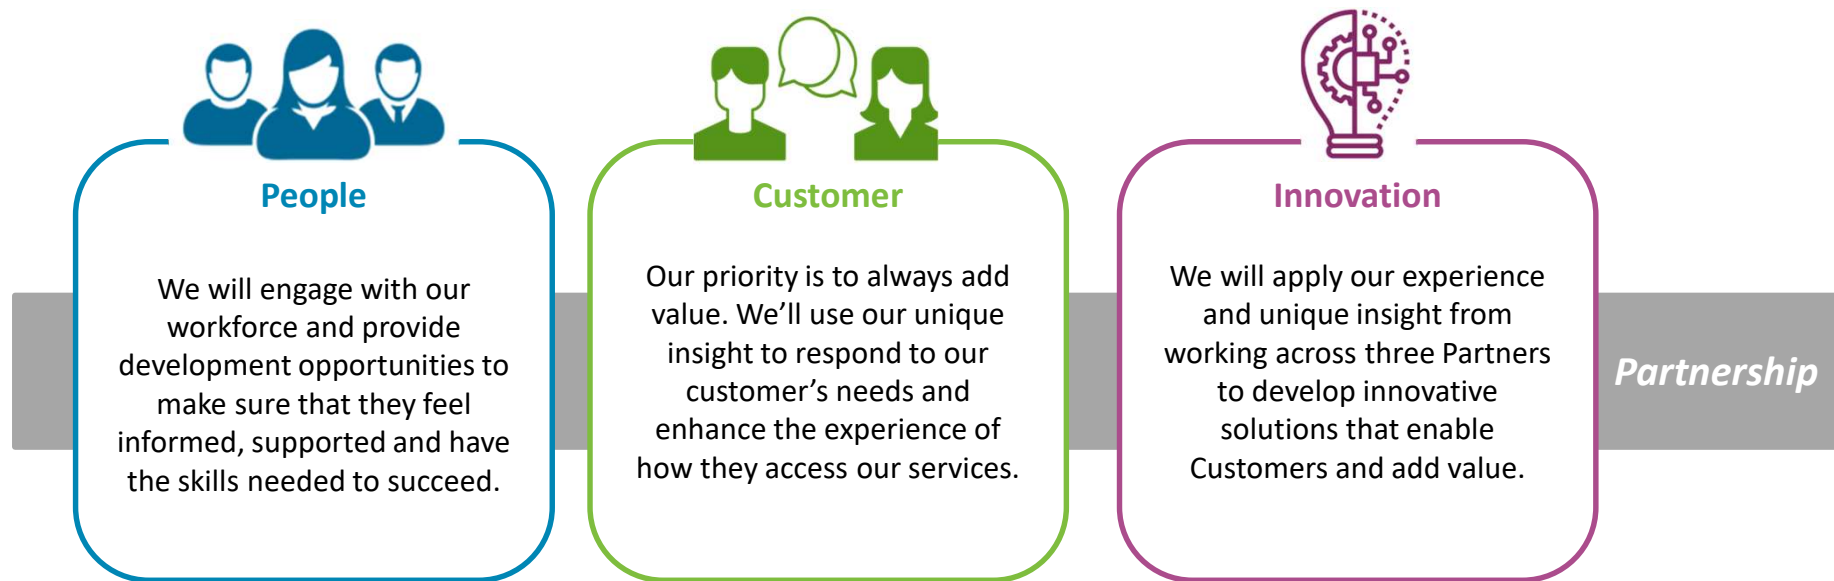 People
We will engage with our
workforce and provide
development opportunities to
make sure that they feel
informed, supported and have
the skills needed to succeed.
Customer
Our priority is to always add
value. We’ll use our unique
insight to respond to our
customer’s needs and
enhance the experience of
how they access our services.
Innovation
We will apply our experience
and unique insight from
working across three Partners
to develop innovative
solutions that enable
Customers and add value.
Partnership